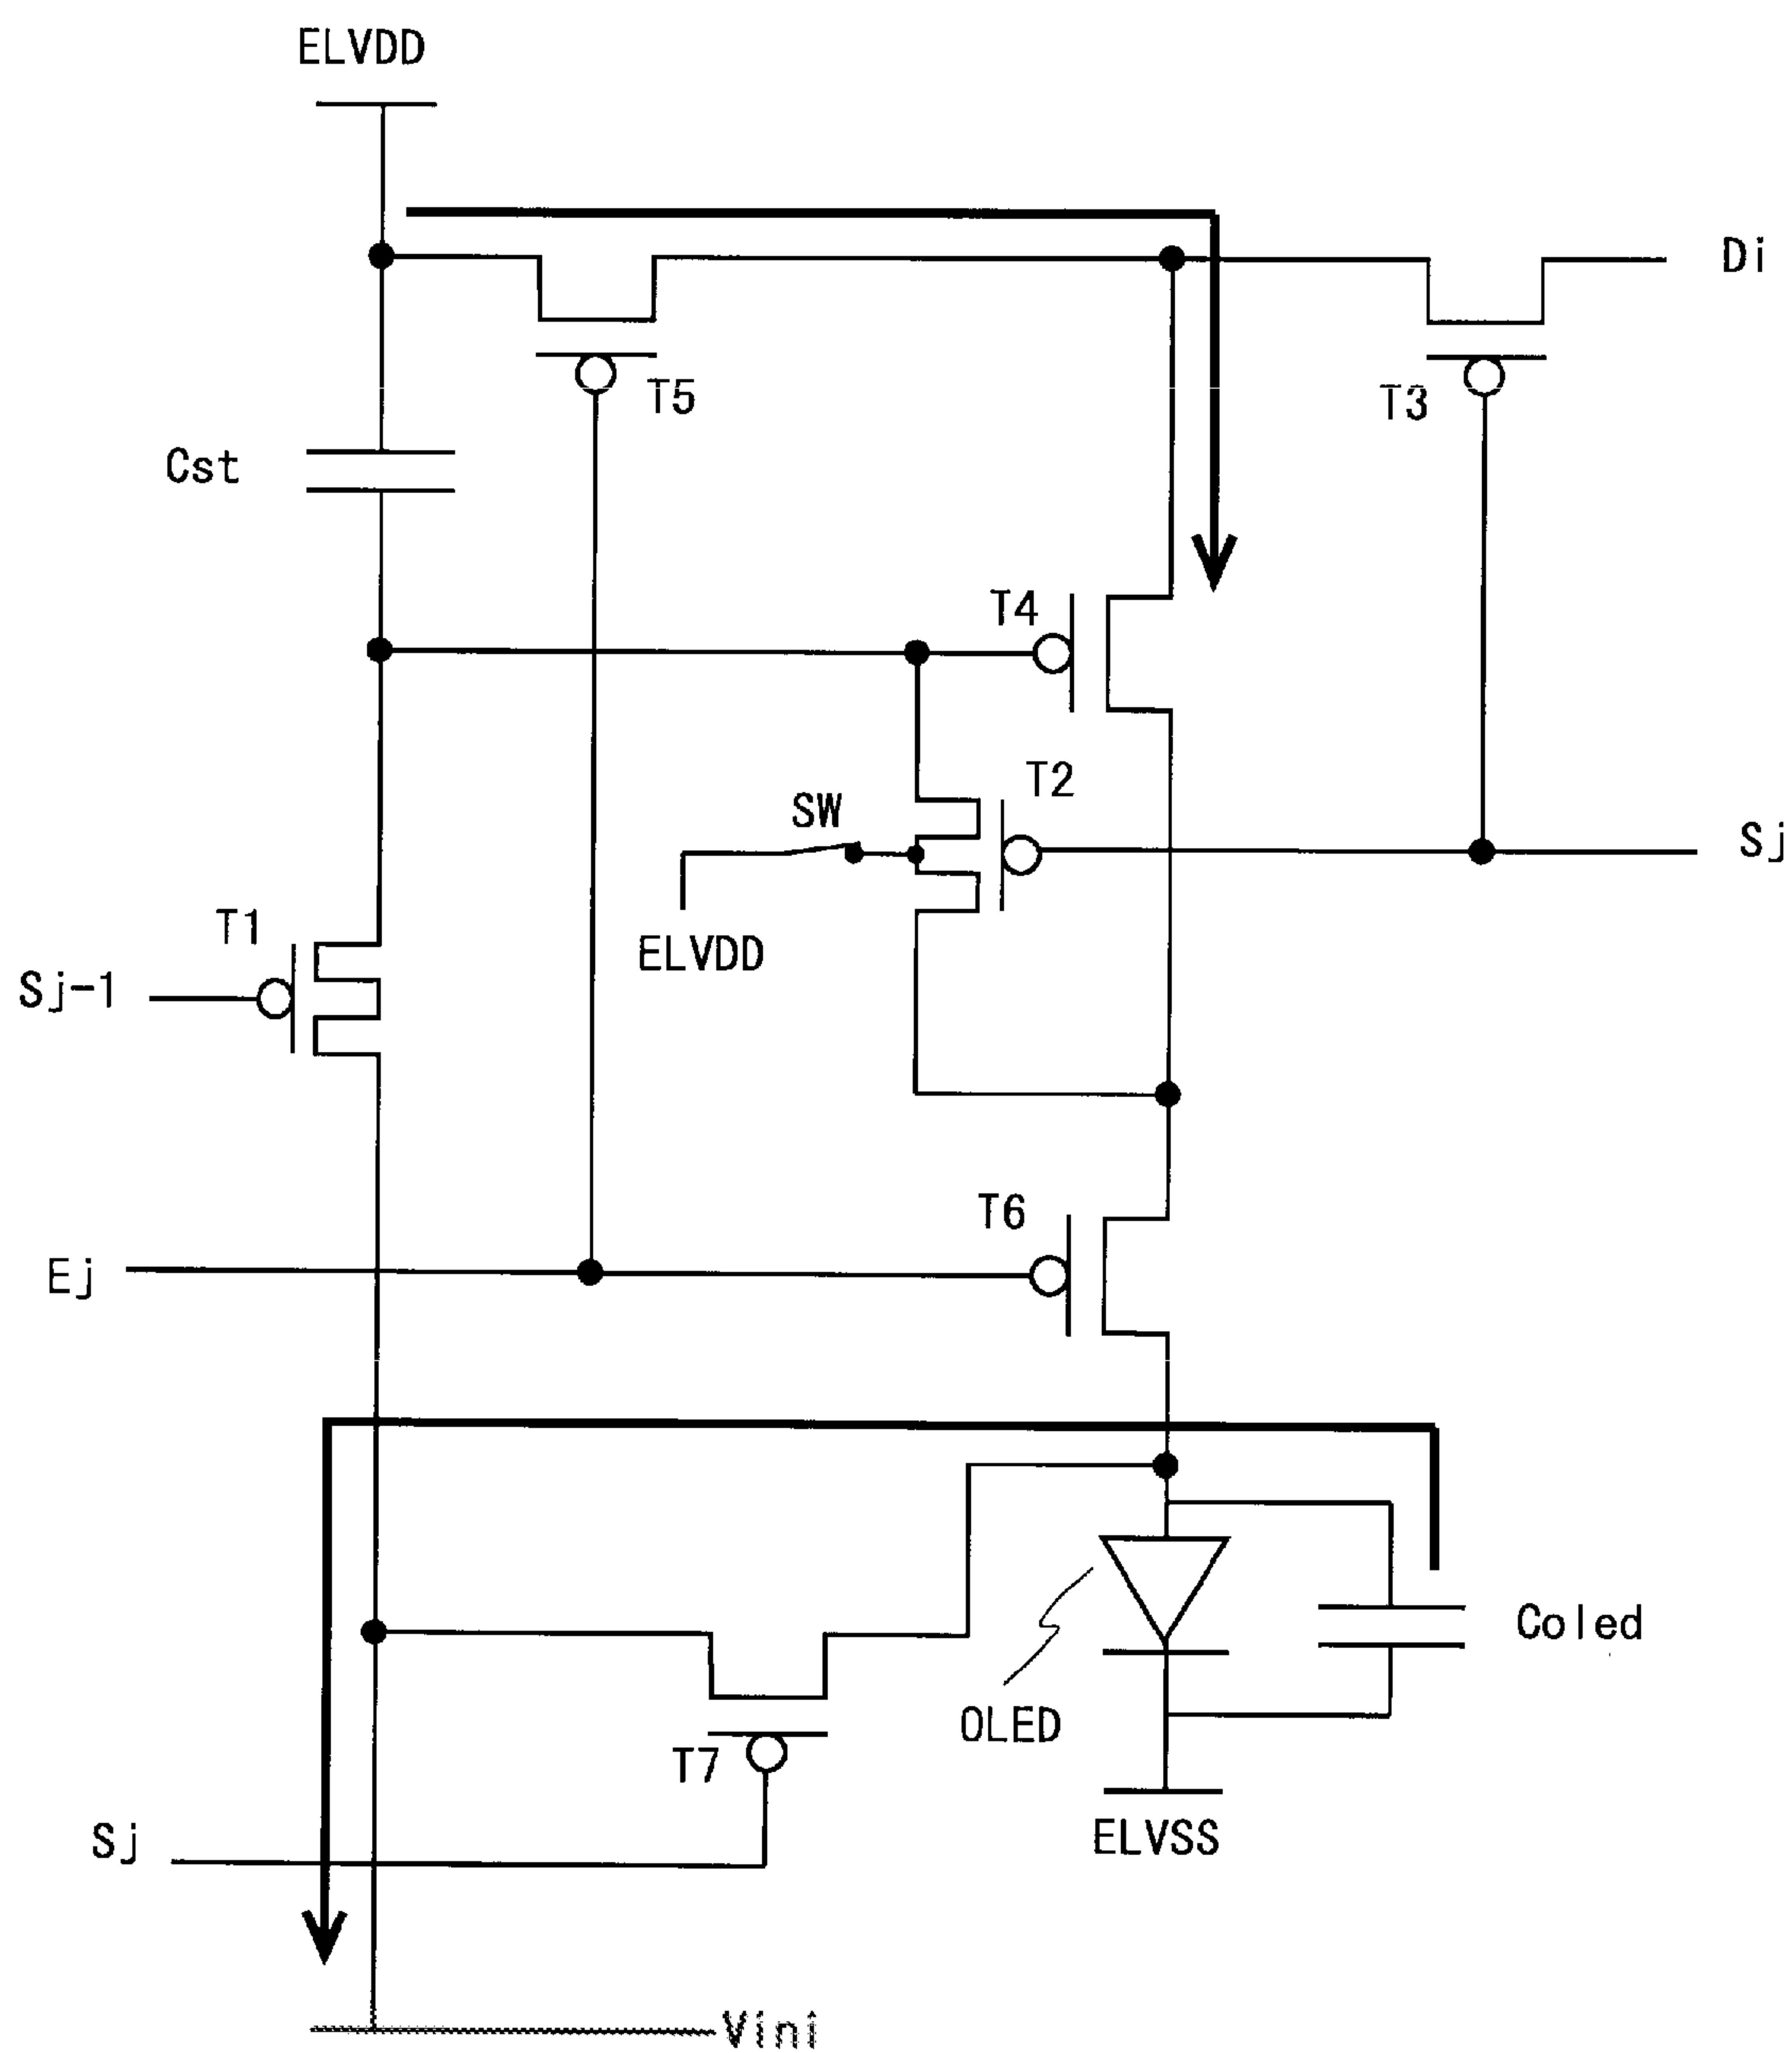 ELVDD
Di
T5
T3
Cst
T4
T2
SW
Sj
T1
ELVDD
Sj-1
T6
Ej
Coled
OLED
T7
Sj
ELVSS
Vini